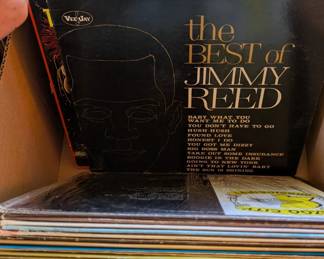 VEE-JAY
the
BEST of
JIMMY
REED
BABY WHAT YOU
WANT ME TO DO
YOU DON'T HAVE TO GO
HUSH-HUSH
FOUND LOVE
HONEST I DO
YOU GOT ME DIZZY
BIG BOSS MAN
TAKE OUT SOME INSURANCE
BOOGIE IN THE DARK
GOING TO NEW YORK
AIN'T THAT LOVIN' BABY
THE SUN IS SHINING